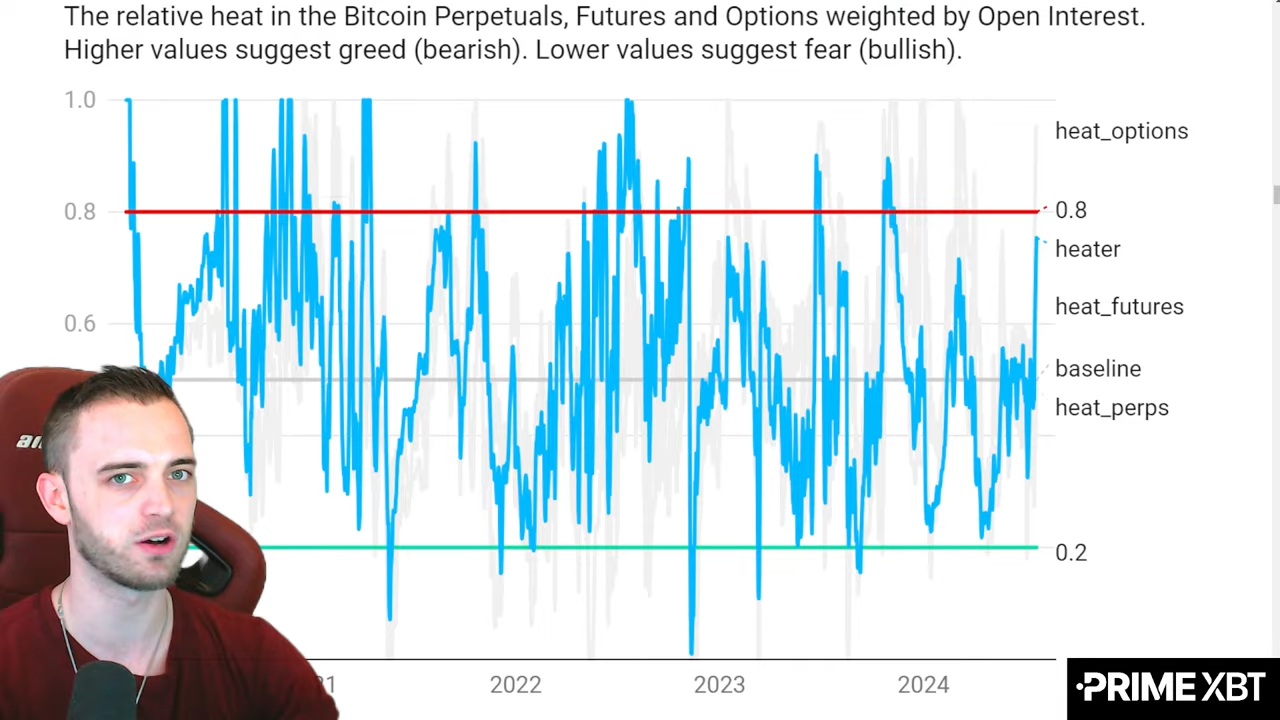 The relative heat in the Bitcoin Perpetuals, Futures and Options weighted by Open Interest.
Higher values suggest greed (bearish). Lower values suggest fear (bullish).
1.0
heat_options
0.8
0.8
heater
heat_futures
0.6
baseline
heat_perps
0.2
2022
2023
2024
PRIME XBT